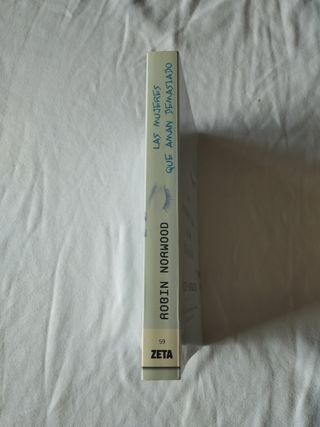 LAS MUJERES
QUE AMAN DEMASIADO
ROBIN NORWOOD
59
ZETA